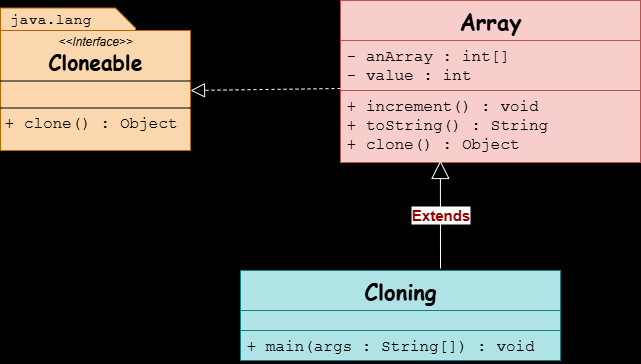 java.lang
<<Interface>>
Cloneable
+ clone() : Object
Array
- anArray : int[]
- value : int
+ increment() : void
+ toString() : String
+ clone() : Object
Extends
Cloning
+ main(args : String[]) : void